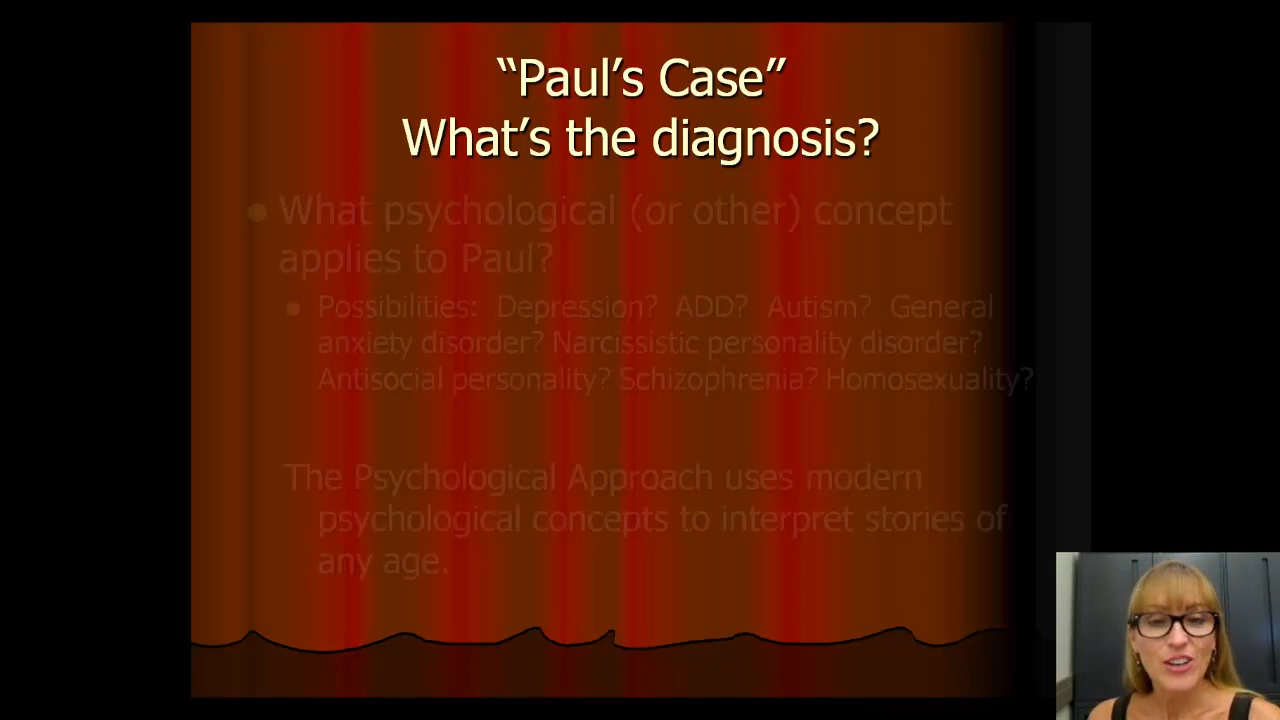 “Paul’s Case”
What’s the diagnosis?
What psychological (or other) concept
applies to Paul?
Possibilities: Depression? ADD? Autism? General
anxiety disorder? Narcissistic personality disorder?
Antisocial personality? Schizophrenia? Homosexuality?
The Psychological Approach uses modern
psychological concepts to interpret stories of
any age.